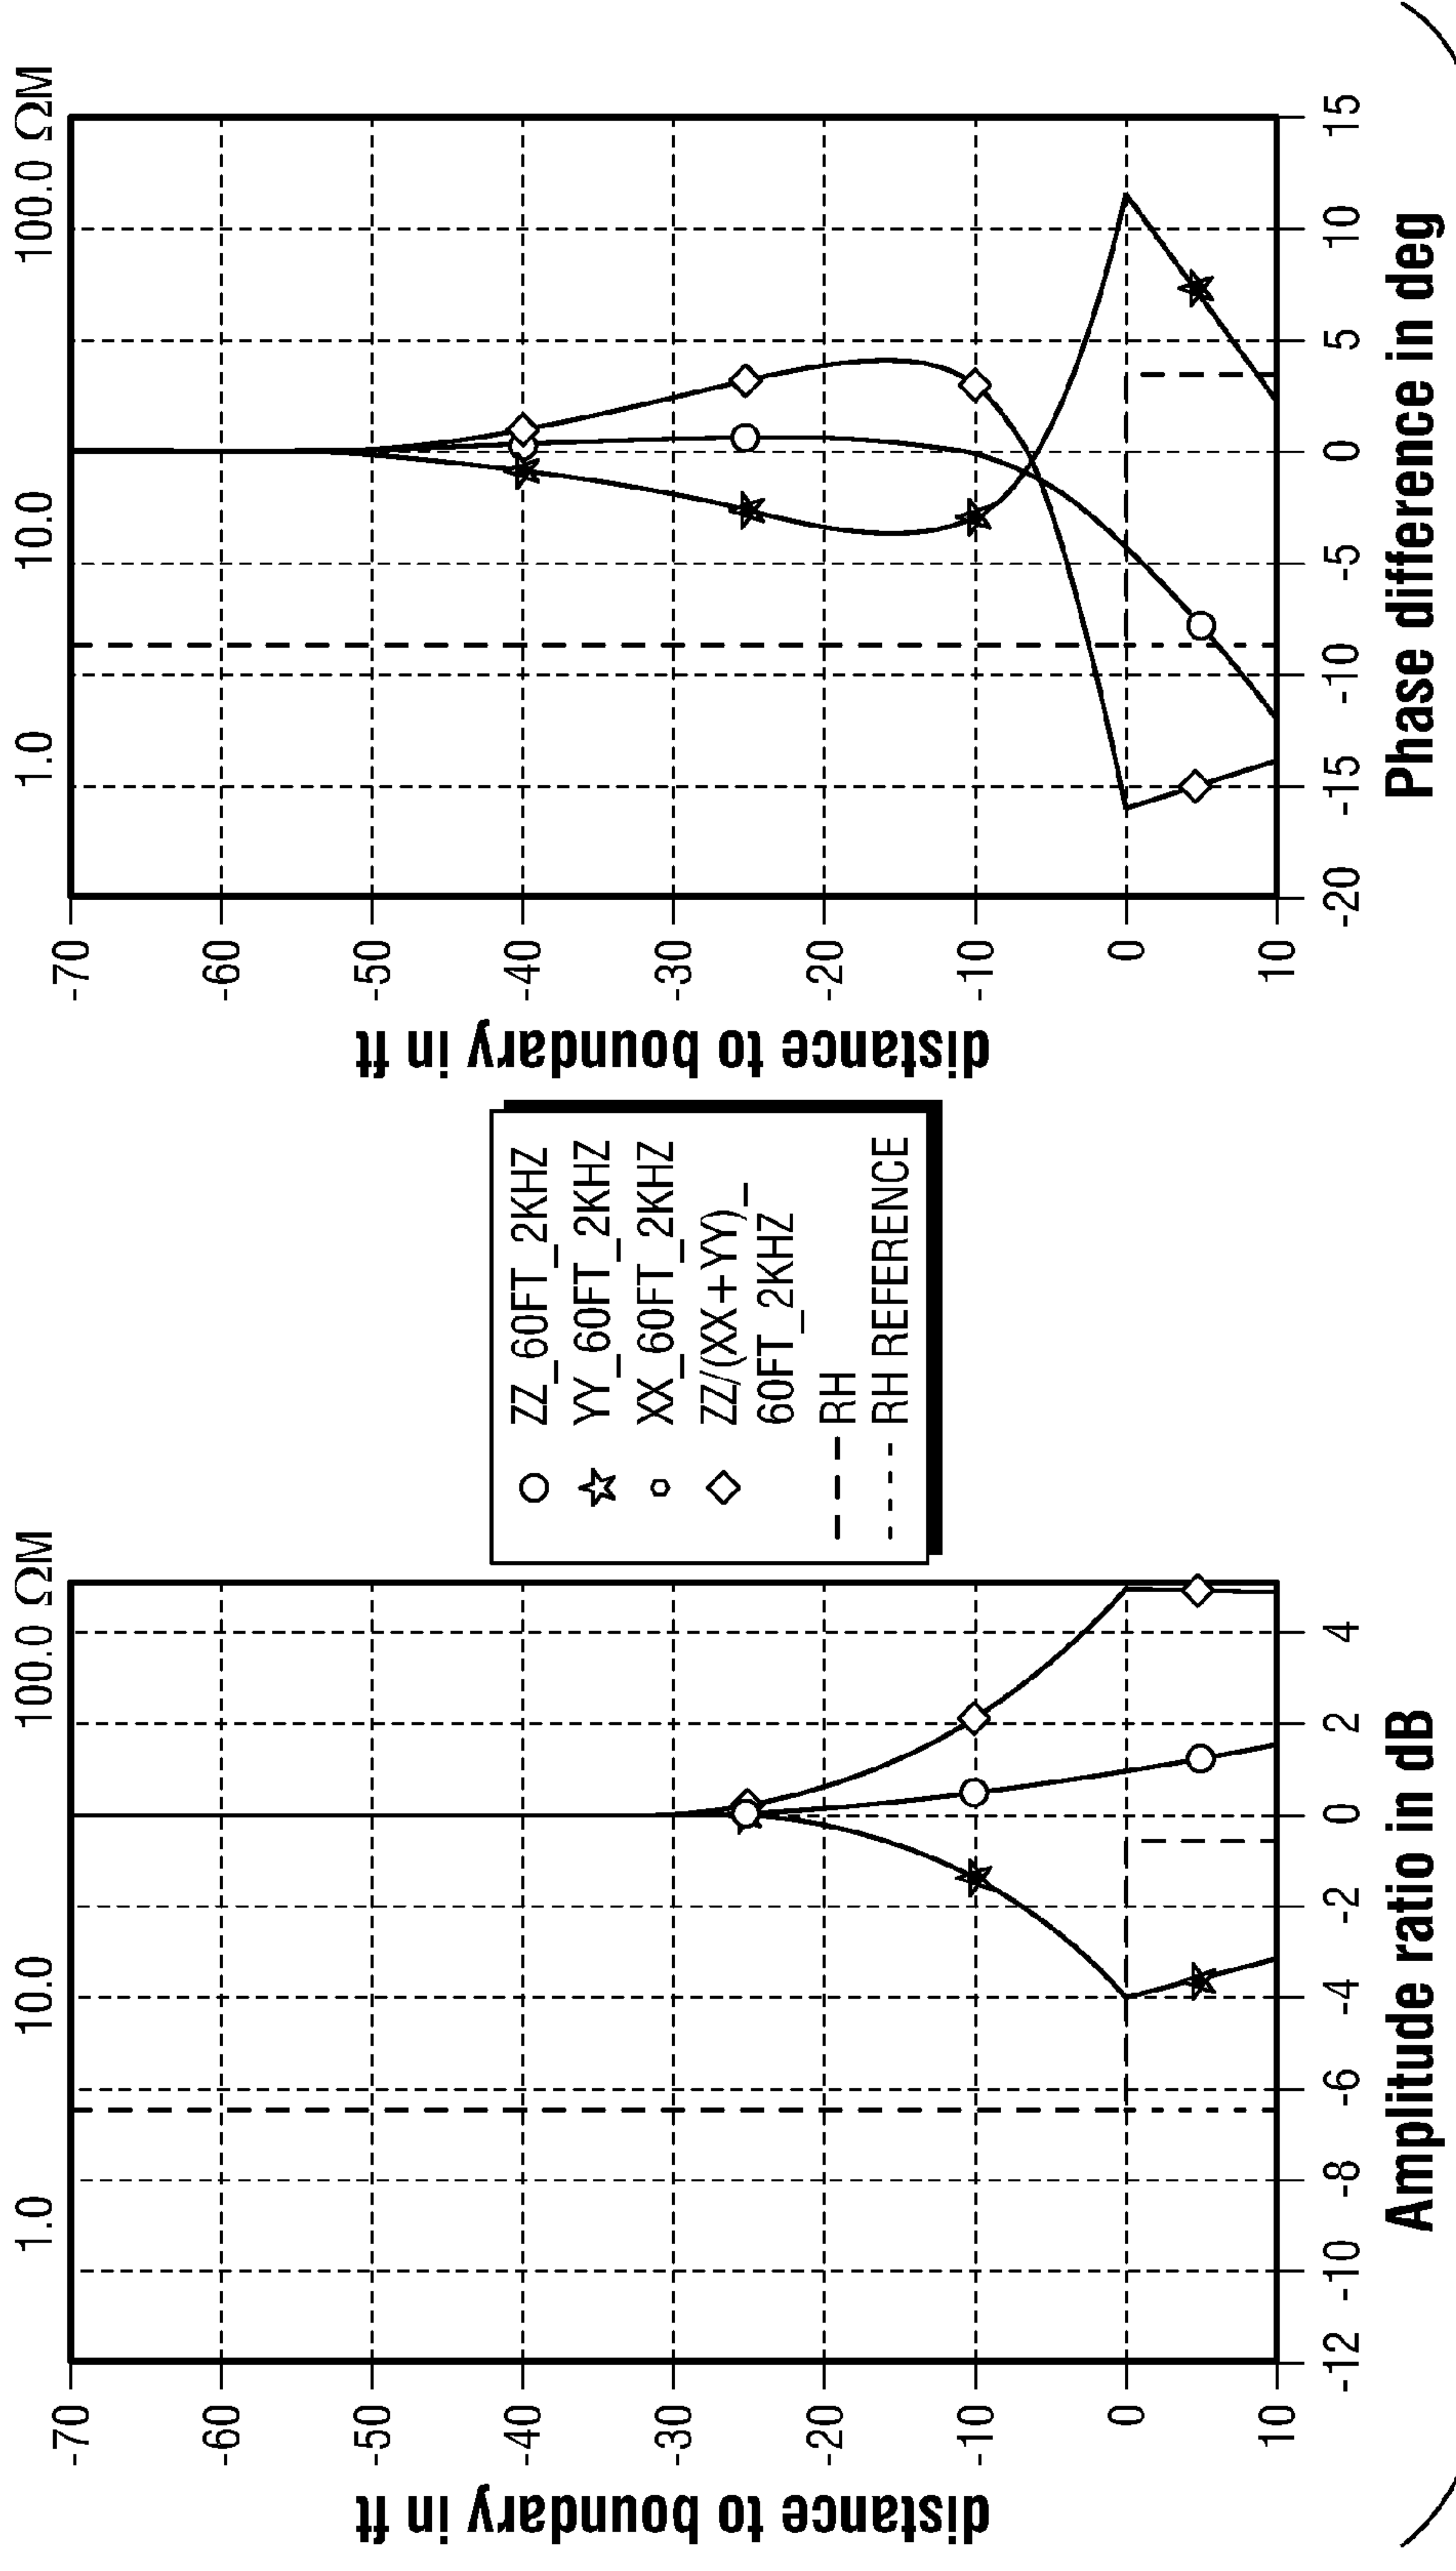 1.0 10.0 100.0 ΩM
-70
-60
-50
-40
-30
-20
-10
0
10
distance to boundary in ft
-12 -10 -8 -6 -4 -2 0 2 4
Amplitude ratio in dB
ZZ_60FT_2KHZ
YY_60FT_2KHZ
XX_60FT_2KHZ
ZZ/(XX+YY)_
60FT_2KHZ
RH
RH REFERENCE
1.0 10.0 100.0 ΩM
-70
-60
-50
-40
-30
-20
-10
0
10
distance to boundary in ft
-20 -15 -10 -5 0 5 10 15
Phase difference in deg